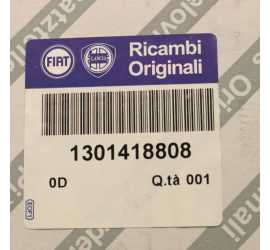 FIAT
LANCIA
Ricambi
Originali
1301418808
0D
Q.tà 001